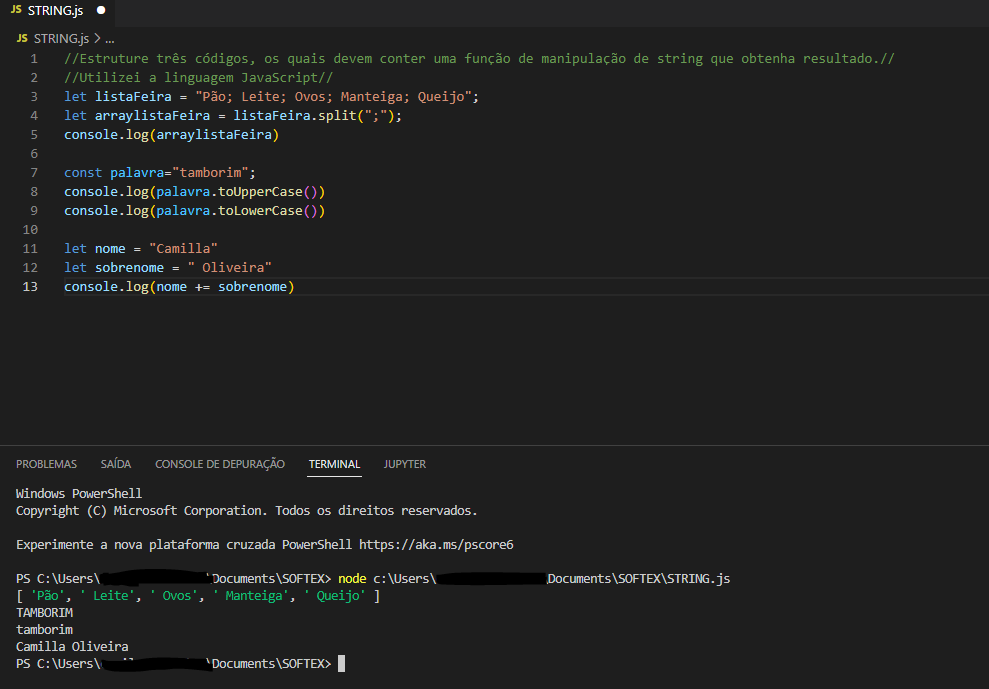 JS STRING.js ●
JS STRING.js > ...
1 //Estruture três códigos, os quais devem conter uma função de manipulação de string que obtenha resultado.//
2 //Utilizei a linguagem JavaScript//
3 let listaFeira = "Pão; Leite; Ovos; Manteiga; Queijo";
4 let arraylistaFeira = listaFeira.split(";");
5 console.log(arraylistaFeira)
6
7 const palavra="tamborim";
8 console.log(palavra.toUpperCase())
9 console.log(palavra.toLowerCase())
10
11 let nome = "Camilla"
12 let sobrenome = " Oliveira"
13 console.log(nome += sobrenome)
PROBLEMAS SAÍDA CONSOLE DE DEPURAÇÃO TERMINAL JUPYTER
Windows PowerShell
Copyright (C) Microsoft Corporation. Todos os direitos reservados.
Experimente a nova plataforma cruzada PowerShell https://aka.ms/pscore6
PS C:\Users\ \Documents\SOFTEX> node c:\Users\ Documents\SOFTEX\STRING.js
[ 'Pão', ' Leite', ' Ovos', ' Manteiga', ' Queijo' ]
TAMBORIM
tamborim
Camilla Oliveira
PS C:\Users\ \Documents\SOFTEX>